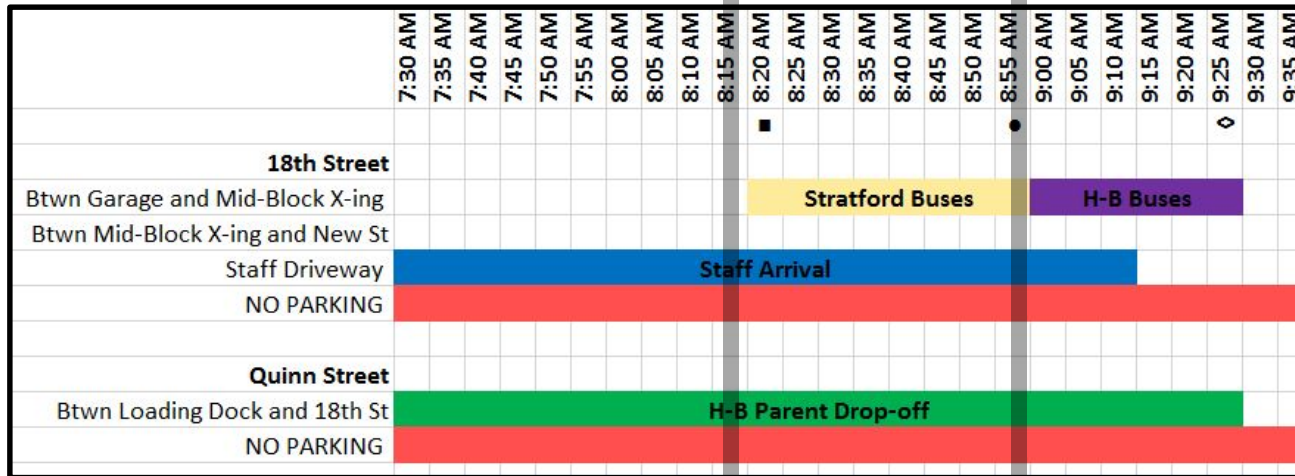 7:30 AM 7:35 AM 7:40 AM 7:45 AM 7:50 AM 7:55 AM 8:00 AM 8:05 AM 8:10 AM 8:15 AM 8:20 AM 8:25 AM 8:30 AM 8:35 AM 8:40 AM 8:45 AM 8:50 AM 8:55 AM 9:00 AM 9:05 AM 9:10 AM 9:15 AM 9:20 AM 9:25 AM 9:30 AM 9:35 AM
18th Street
Btwn Garage and Mid-Block X-ing Stratford Buses H-B Buses
Btwn Mid-Block X-ing and New St
Staff Driveway Staff Arrival
NO PARKING
Quinn Street
Btwn Loading Dock and 18th St H-B Parent Drop-off
NO PARKING